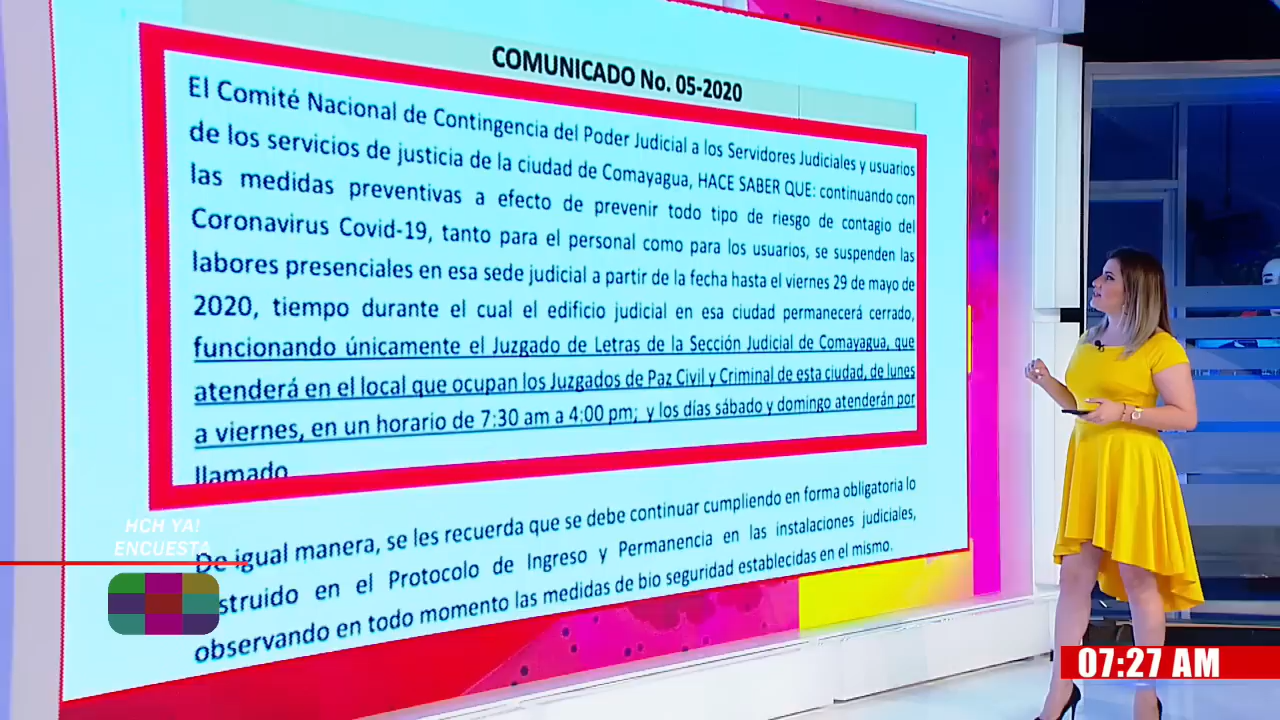 COMUNICADO No. 05-2020
El Comité Nacional de Contingencia del Poder Judicial a los Servidores Judiciales y usuarios
de los servicios de justicia de la ciudad de Comayagua, HACE SABER QUE: continuando con
las medidas preventivas a efecto de prevenir todo tipo de riesgo de contagio del
Coronavirus Covid-19, tanto para el personal como para los usuarios, se suspenden las
labores presenciales en esa sede judicial a partir de la fecha hasta el viernes 29 de mayo de
2020, tiempo durante el cual el edificio judicial en esa ciudad permanecerá cerrado,
funcionando únicamente el Juzgado de Letras de la Sección Judicial de Comayagua, que
atenderá en el local que ocupan los Juzgados de Paz Civil y Criminal de esta ciudad, de lunes
a viernes, en un horario de 7:30 am a 4:00 pm; y los días sábado y domingo atenderán por
llamado
De igual manera, se les recuerda que se debe continuar cumpliendo en forma obligatoria lo
struido en el Protocolo de Ingreso y Permanencia en las instalaciones judiciales,
observando en todo momento las medidas de bio seguridad establecidas en el mismo.
HCH YA!
ENCUESTA
07:27 AM